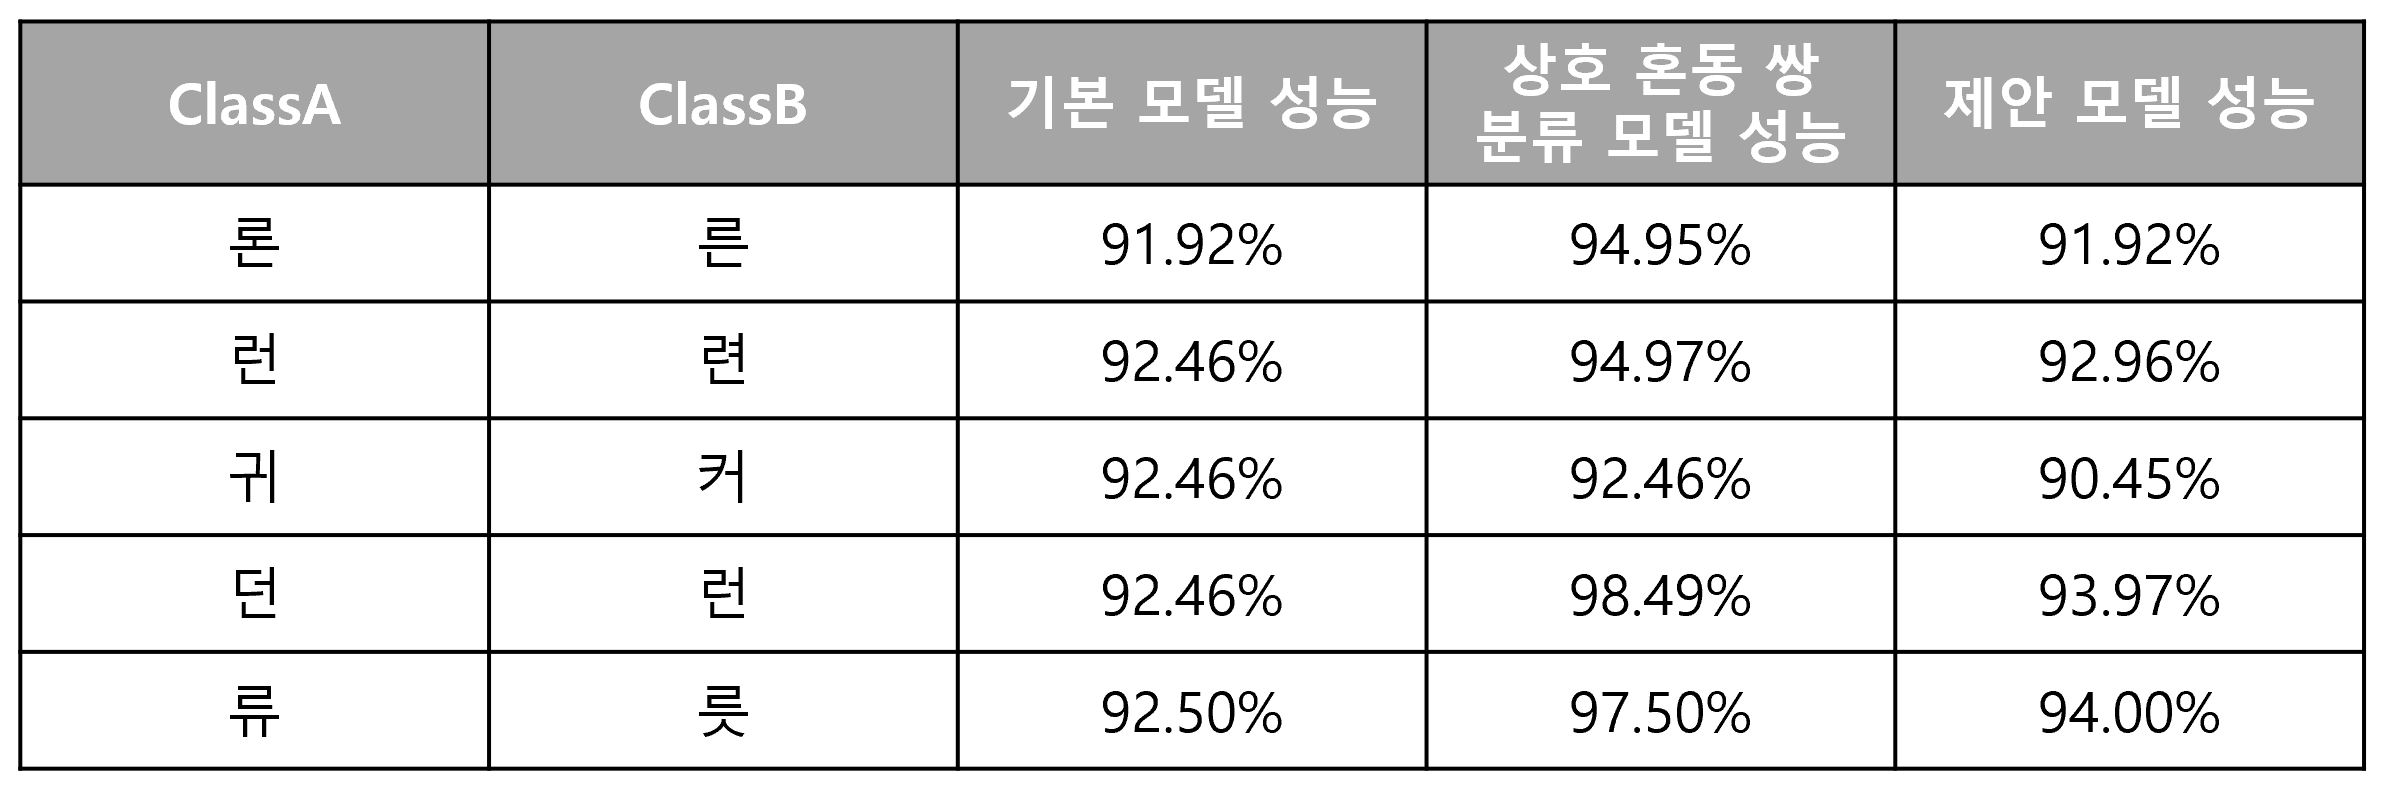 ClassA ClassB 기본 모델 성능 상호 혼동 쌍 제안 모델 성능
분류 모델 성능
론 른 91.92% 94.95% 91.92%
런 련 92.46% 94.97% 92.96%
귀 커 92.46% 92.46% 90.45%
던 런 92.46% 98.49% 93.97%
류 릇 92.50% 97.50% 94.00%